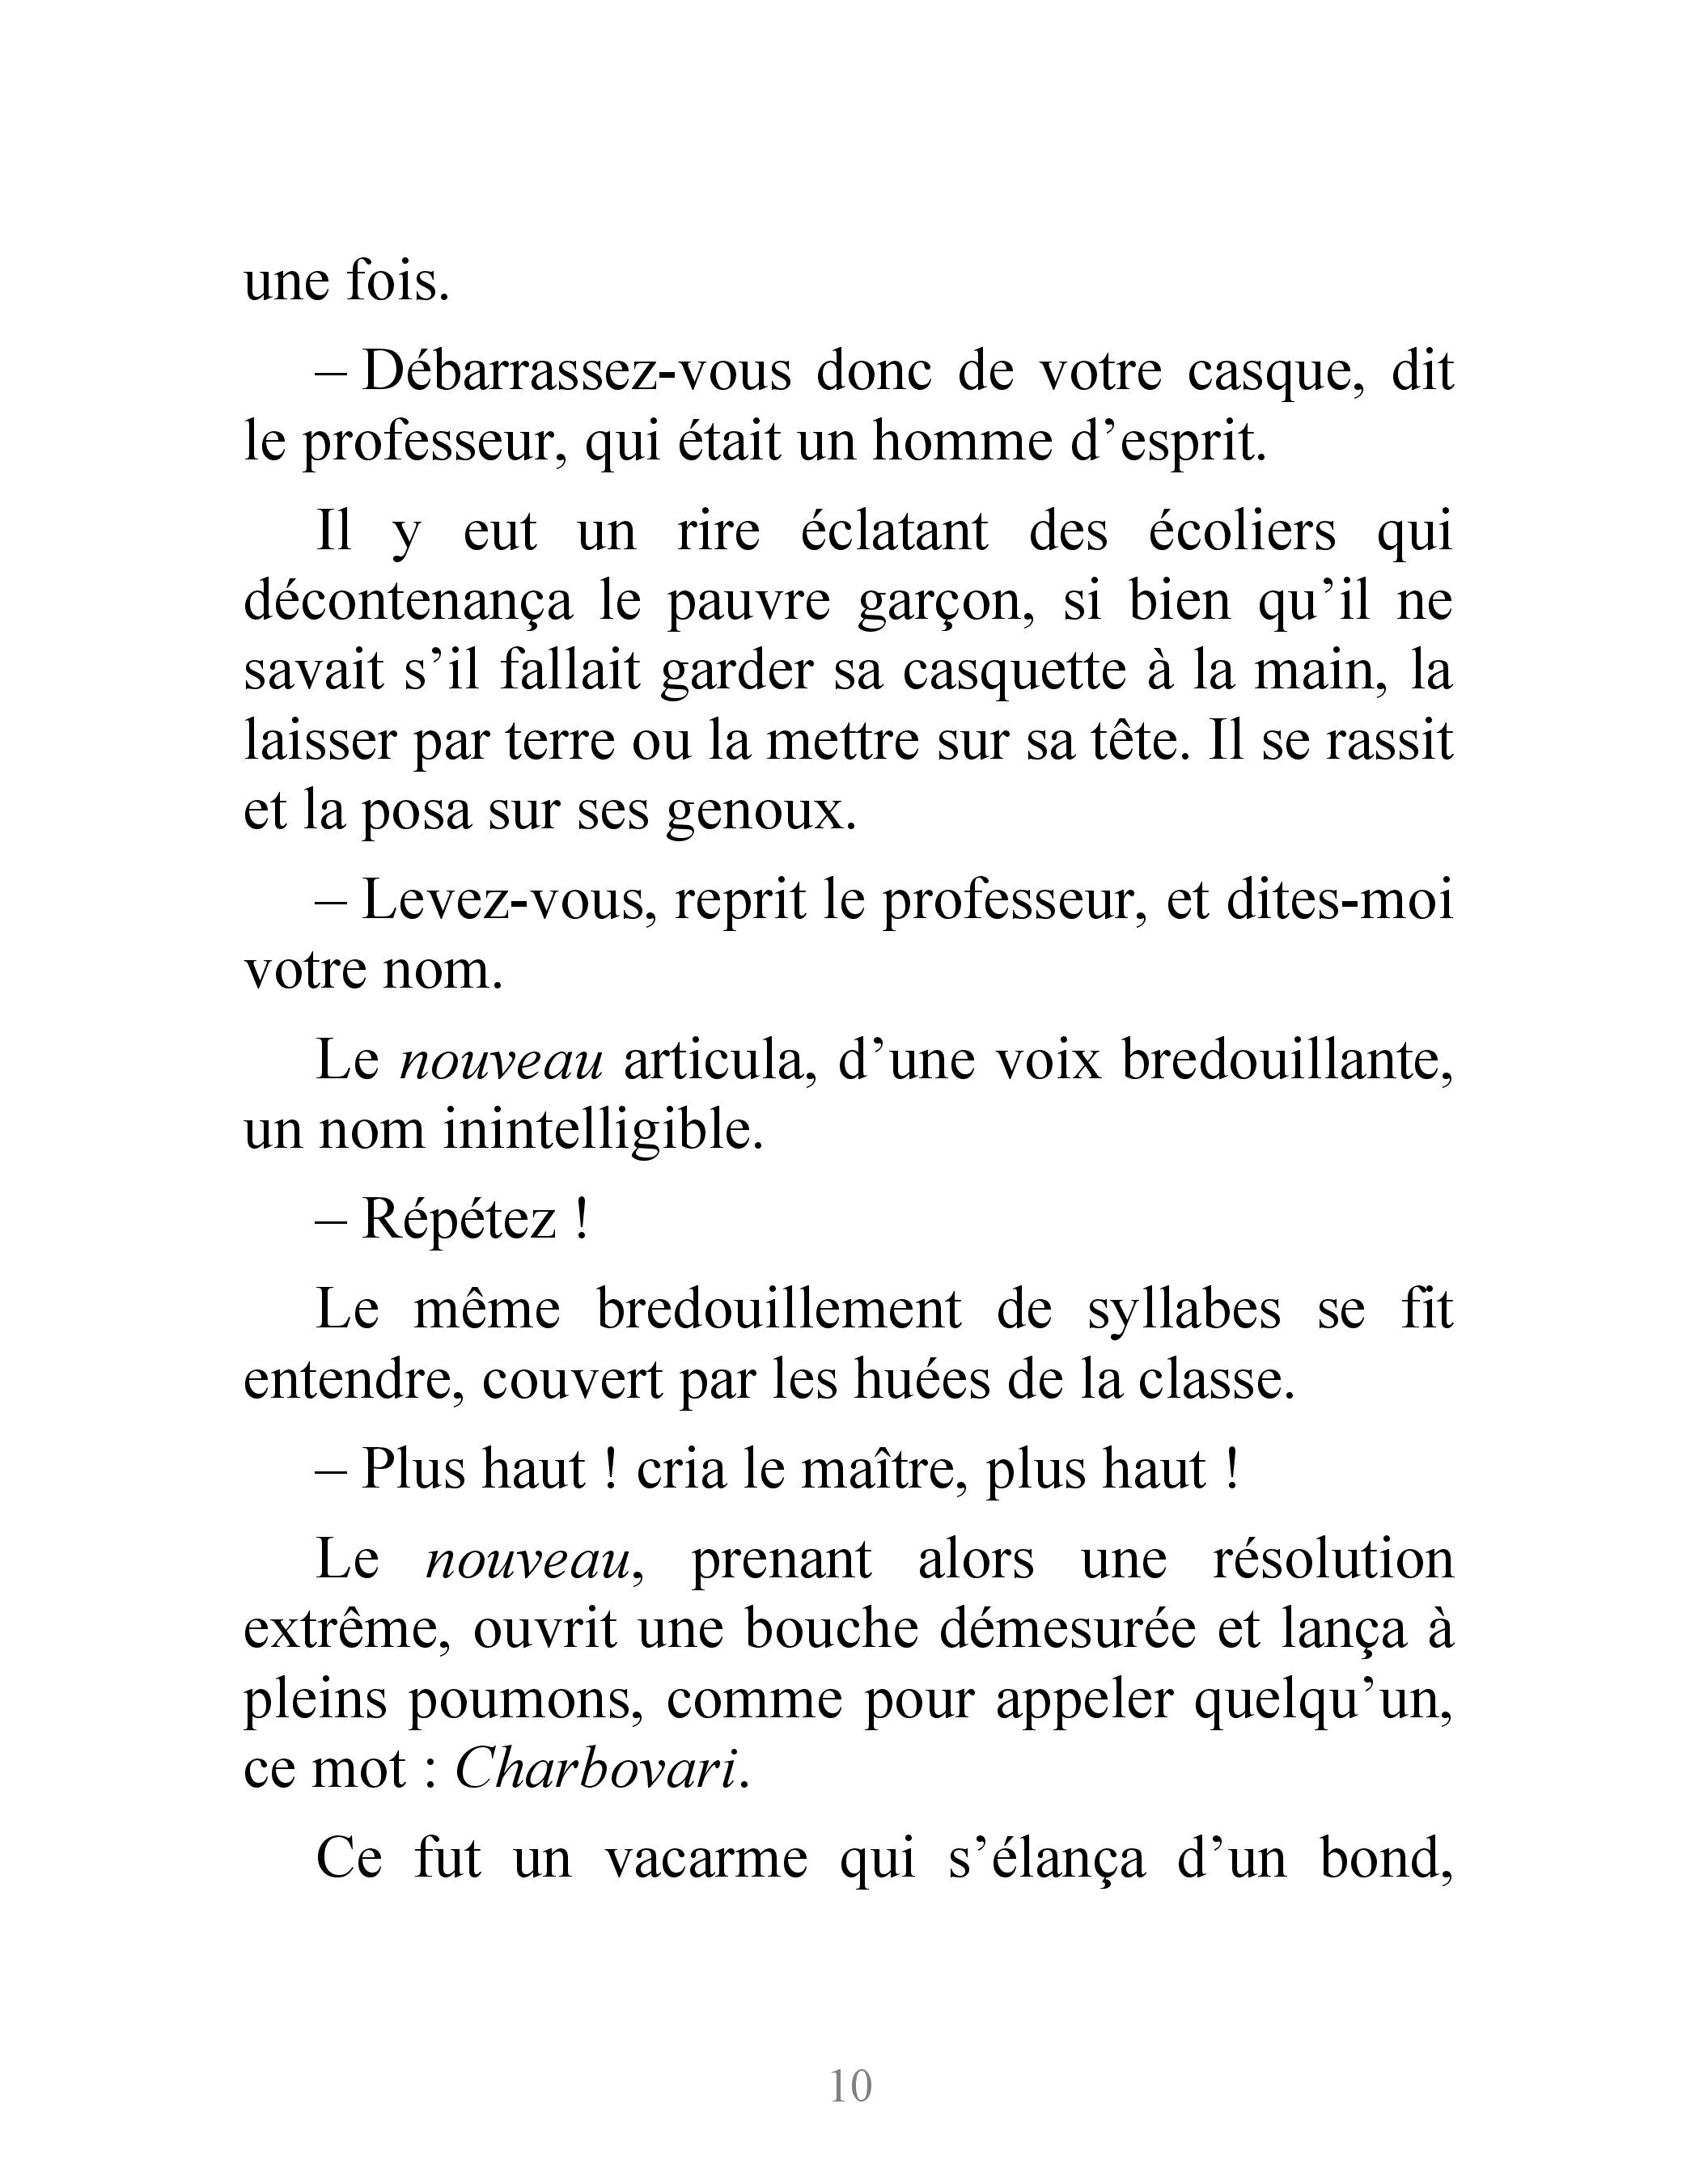 une fois.
– Débarrassez-vous donc de votre casque, dit
le professeur, qui était un homme d’esprit.
Il y eut un rire éclatant des écoliers qui
décontenança le pauvre garçon, si bien qu’il ne
savait s’il fallait garder sa casquette à la main, la
laisser par terre ou la mettre sur sa tête. Il se rassit
et la posa sur ses genoux.
– Levez-vous, reprit le professeur, et dites-moi
votre nom.
Le nouveau articula, d’une voix bredouillante,
un nom inintelligible.
– Répétez !
Le même bredouillement de syllabes se fit
entendre, couvert par les huées de la classe.
– Plus haut ! cria le maître, plus haut !
Le nouveau, prenant alors une résolution
extrême, ouvrit une bouche démesurée et lança à
pleins poumons, comme pour appeler quelqu’un,
ce mot : Charbovari.
Ce fut un vacarme qui s’élança d’un bond,
10